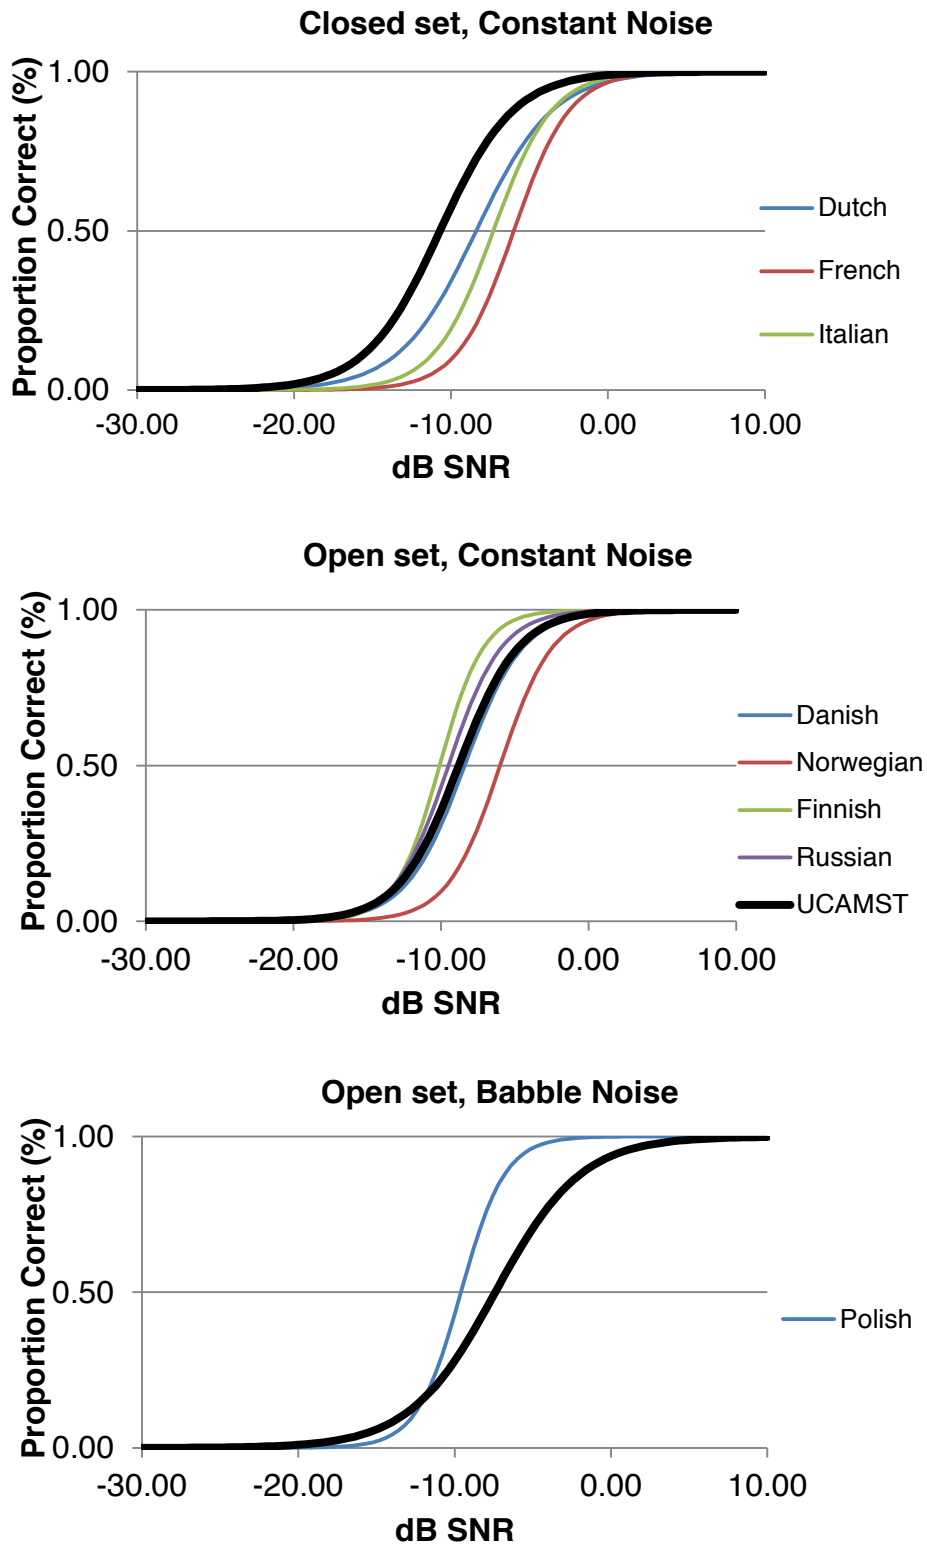 Closed set, Constant Noise
Proportion Correct (%)
1.00
0.50
0.00
-30.00 -20.00 -10.00 0.00 10.00
dB SNR
Dutch
French
Italian
Open set, Constant Noise
Proportion Correct (%)
1.00
0.50
0.00
-30.00 -20.00 -10.00 0.00 10.00
dB SNR
Danish
Norwegian
Finnish
Russian
UCAMST
Open set, Babble Noise
Proportion Correct (%)
1.00
0.50
0.00
-30.00 -20.00 -10.00 0.00 10.00
dB SNR
Polish